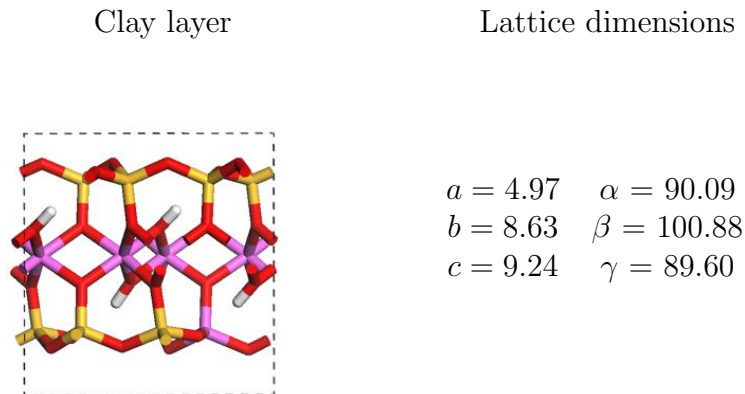 Clay layer
Lattice dimensions
a = 4.97 α = 90.09
b = 8.63 β = 100.88
c = 9.24 γ = 89.60